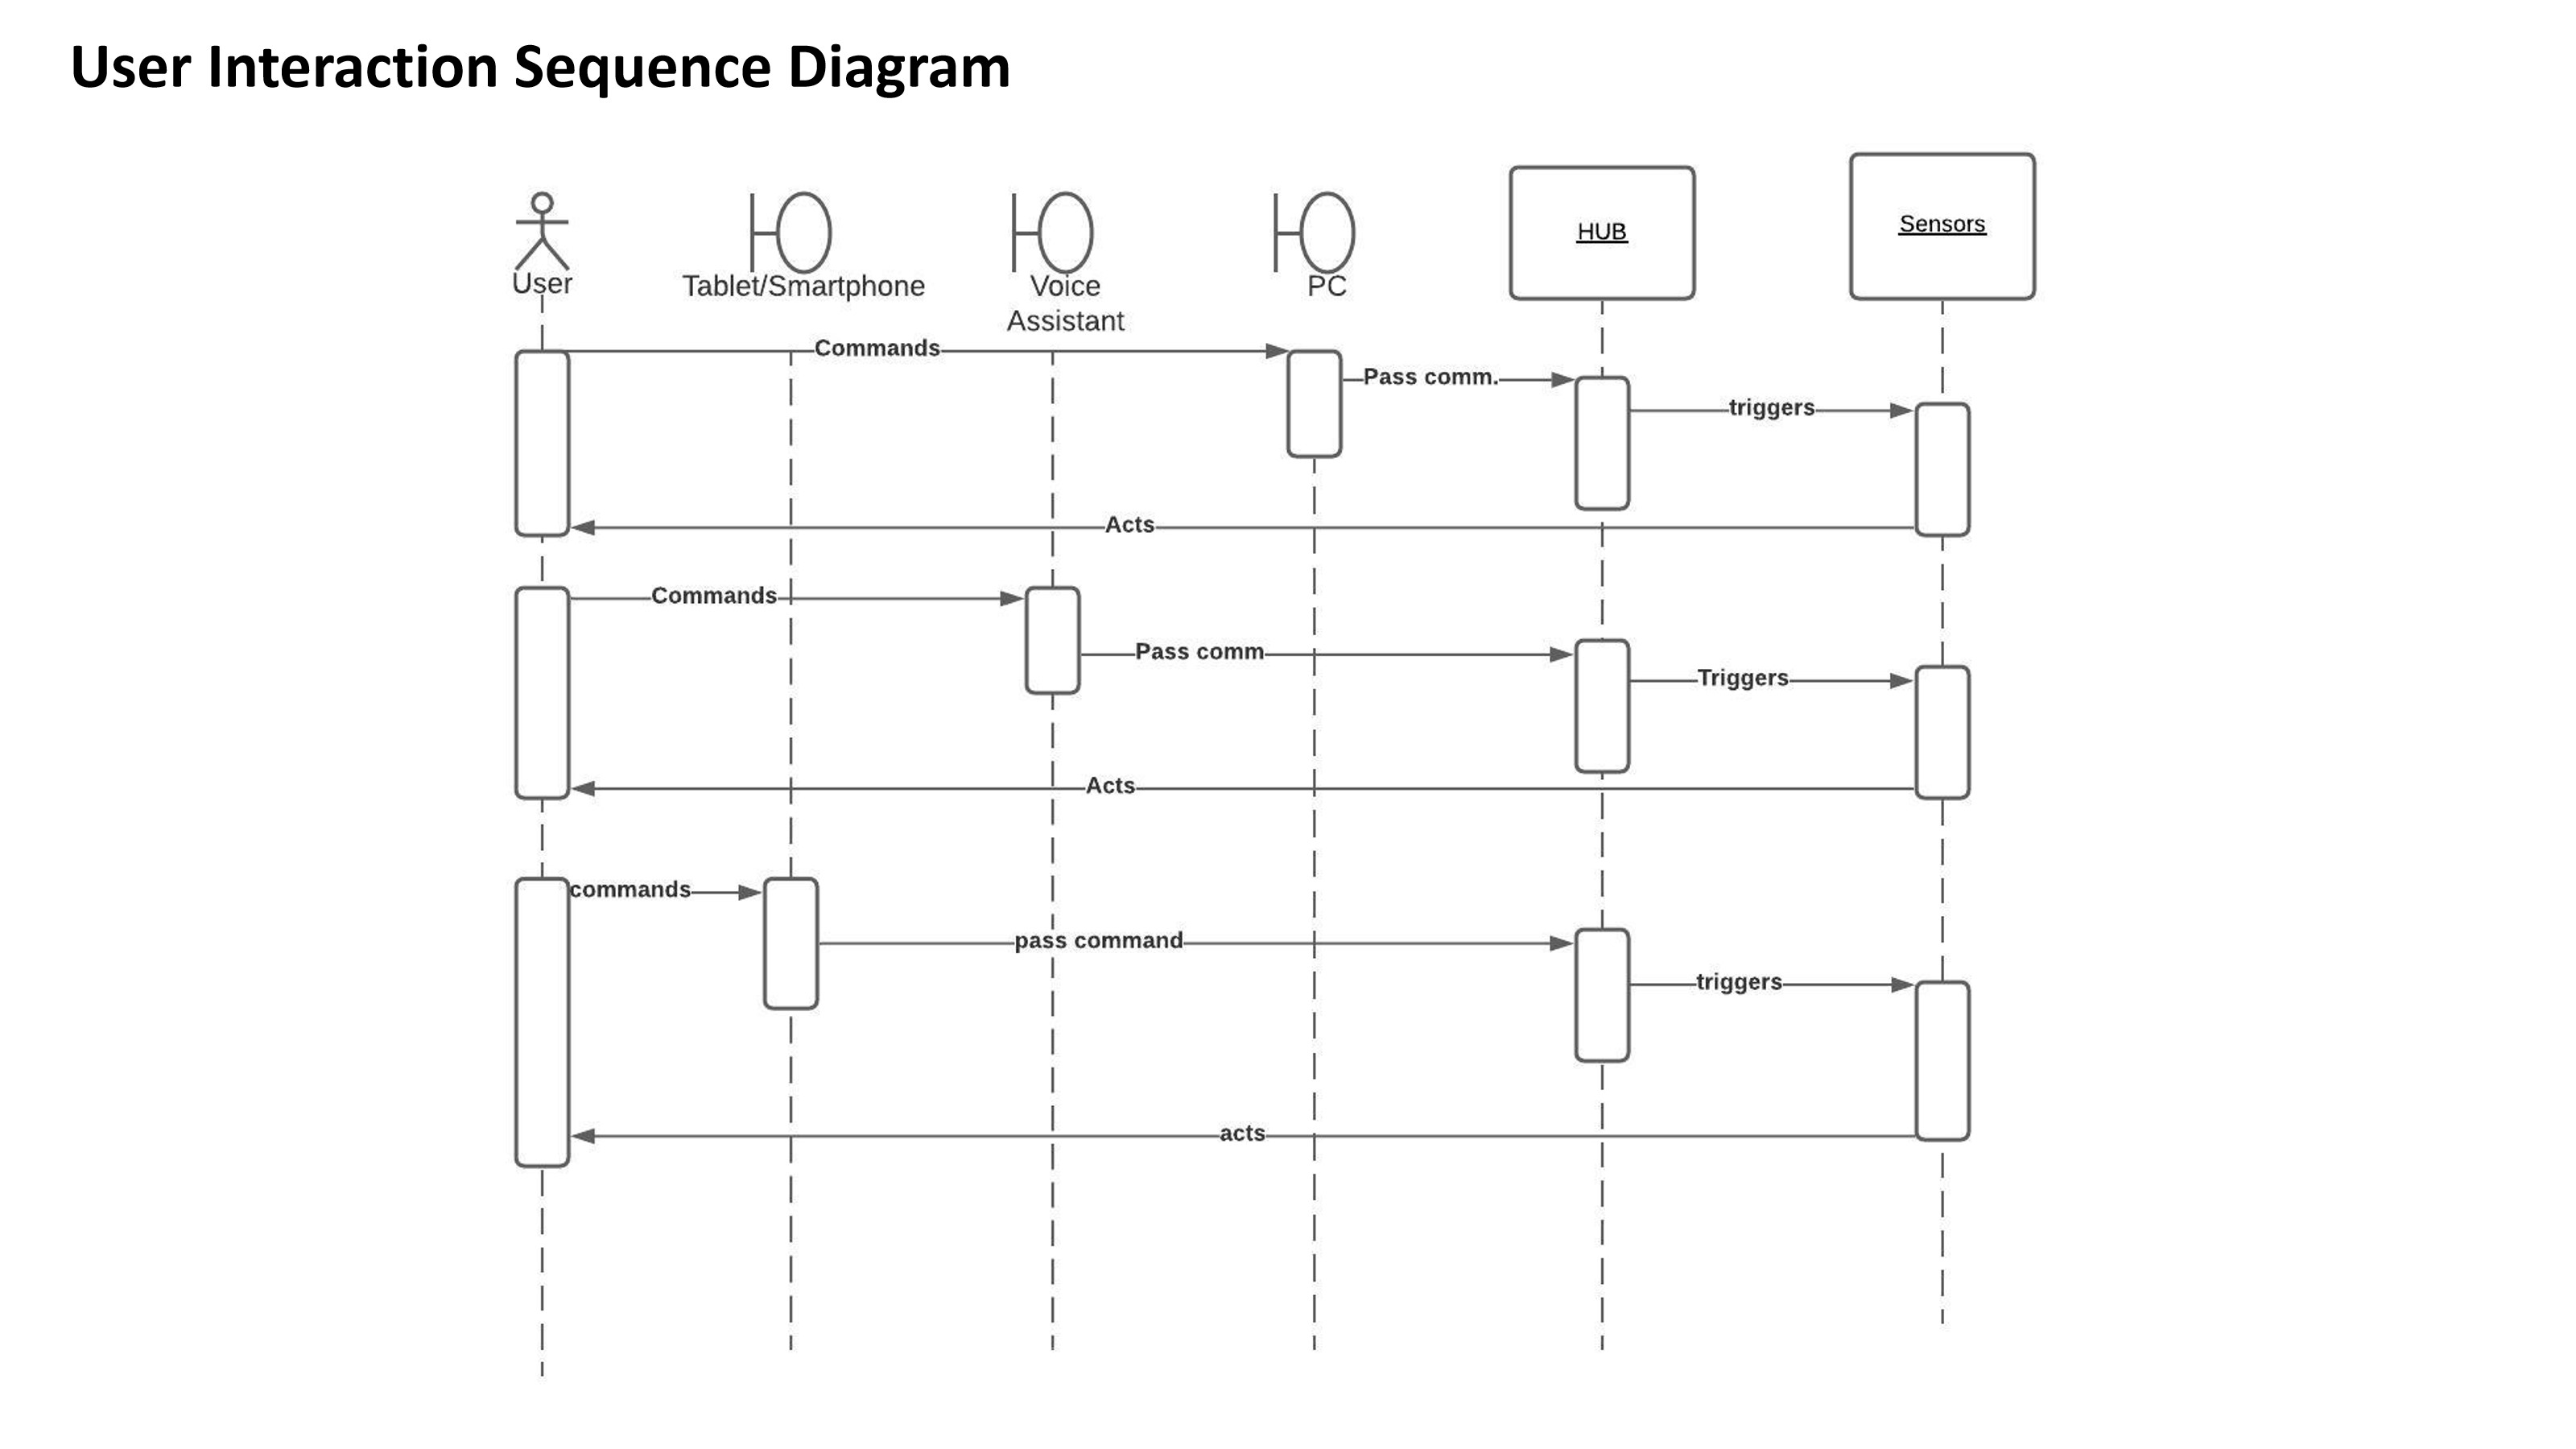 User Interaction Sequence Diagram
User
Tablet/Smartphone
Voice
Assistant
PC
HUB
Sensors
Commands
Pass comm.
triggers
Acts
Commands
Pass comm
Triggers
Acts
commands
pass command
triggers
acts